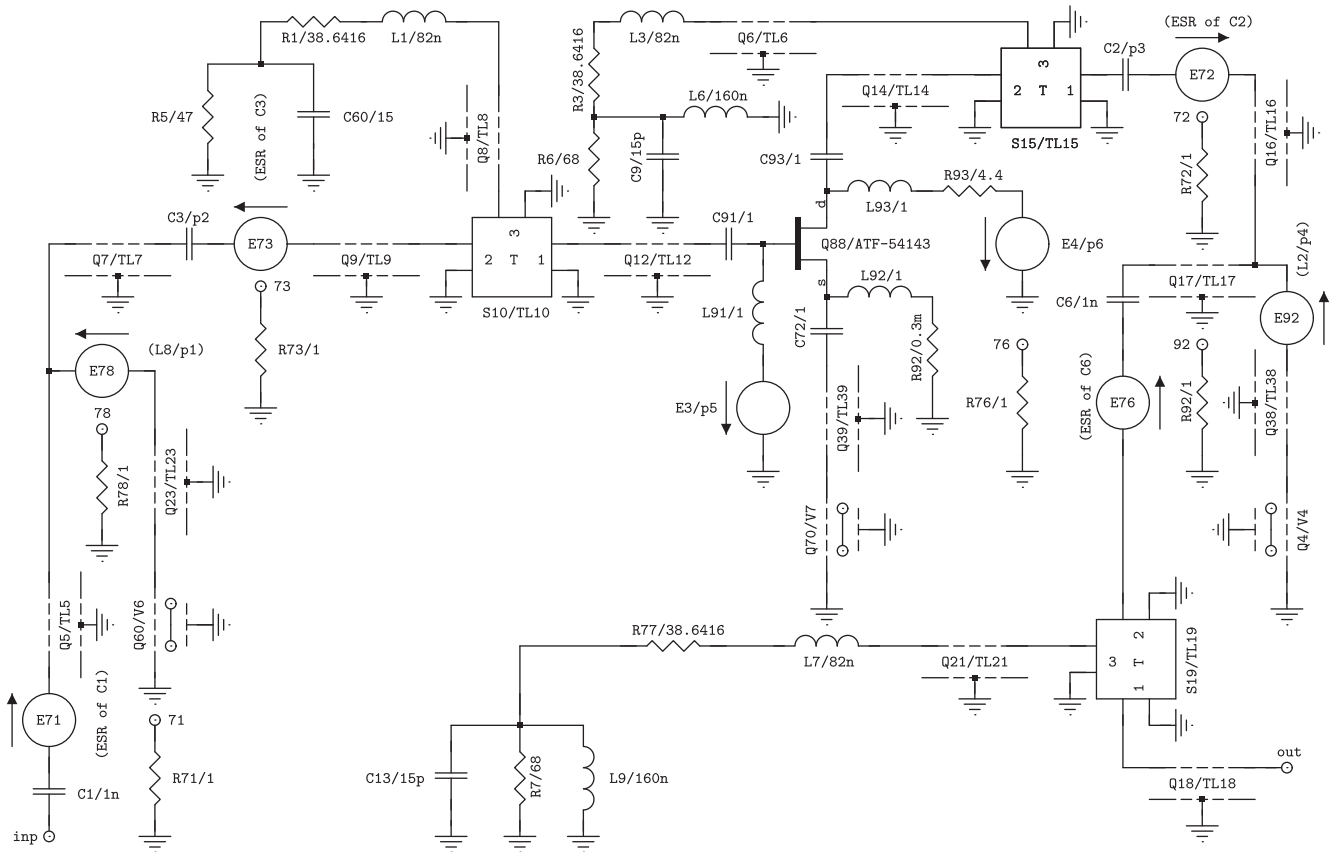 (ESR of C2)
R1/38.6416
L1/82n
L3/82n
Q6/TL6
C2/p3
E72
3
2 T 1
S15/TL15
R3/38.6416
L6/160n
Q14/TL14
72
R5/47
(ESR of C3)
C60/15
Q8/TL8
R6/68
C9/15p
C93/1
R72/1
Q16/TL16
d
R93/4.4
L93/1
C3/p2
E73
3
2 T 1
S10/TL10
C91/1
Q88/ATF-54143
E4/p6
Q7/TL7
Q9/TL9
Q12/TL12
L92/1
s
(L2/p4)
Q17/TL17
73
L91/1
C72/1
R92/0.3m
C6/1n
E92
R73/1
E78
(L8/p1)
76
92
78
E3/p5
Q39/TL39
R76/1
(ESR of C6)
E76
R92/1
Q38/TL38
R78/1
Q23/TL23
Q70/V7
Q4/V4
Q5/TL5
Q60/V6
R77/38.6416
L7/82n
Q21/TL21
2
3 T
1
S19/TL19
E71
(ESR of C1)
71
C13/15p
R7/68
L9/160n
R71/1
C1/1n
inp
out
Q18/TL18